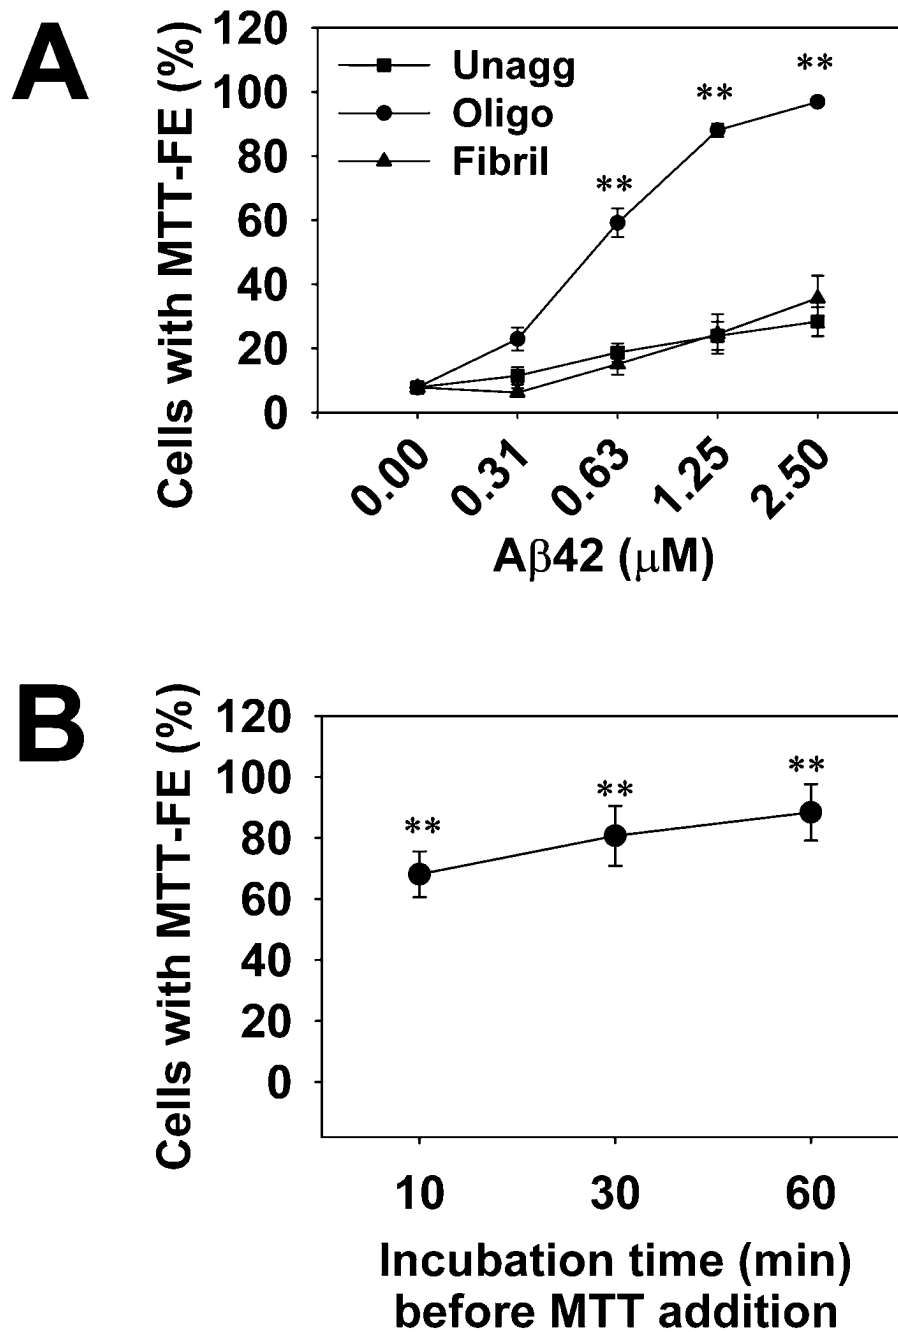 A
Cells with MTT-FE (%)
120
100
80
60
40
20
0
Unagg
Oligo
Fibril
**
**
**
0.00
0.31
0.63
1.25
2.50
Aβ42 (μM)
B
Cells with MTT-FE (%)
120
100
80
60
40
20
0
**
**
**
10
30
60
Incubation time (min)
before MTT addition